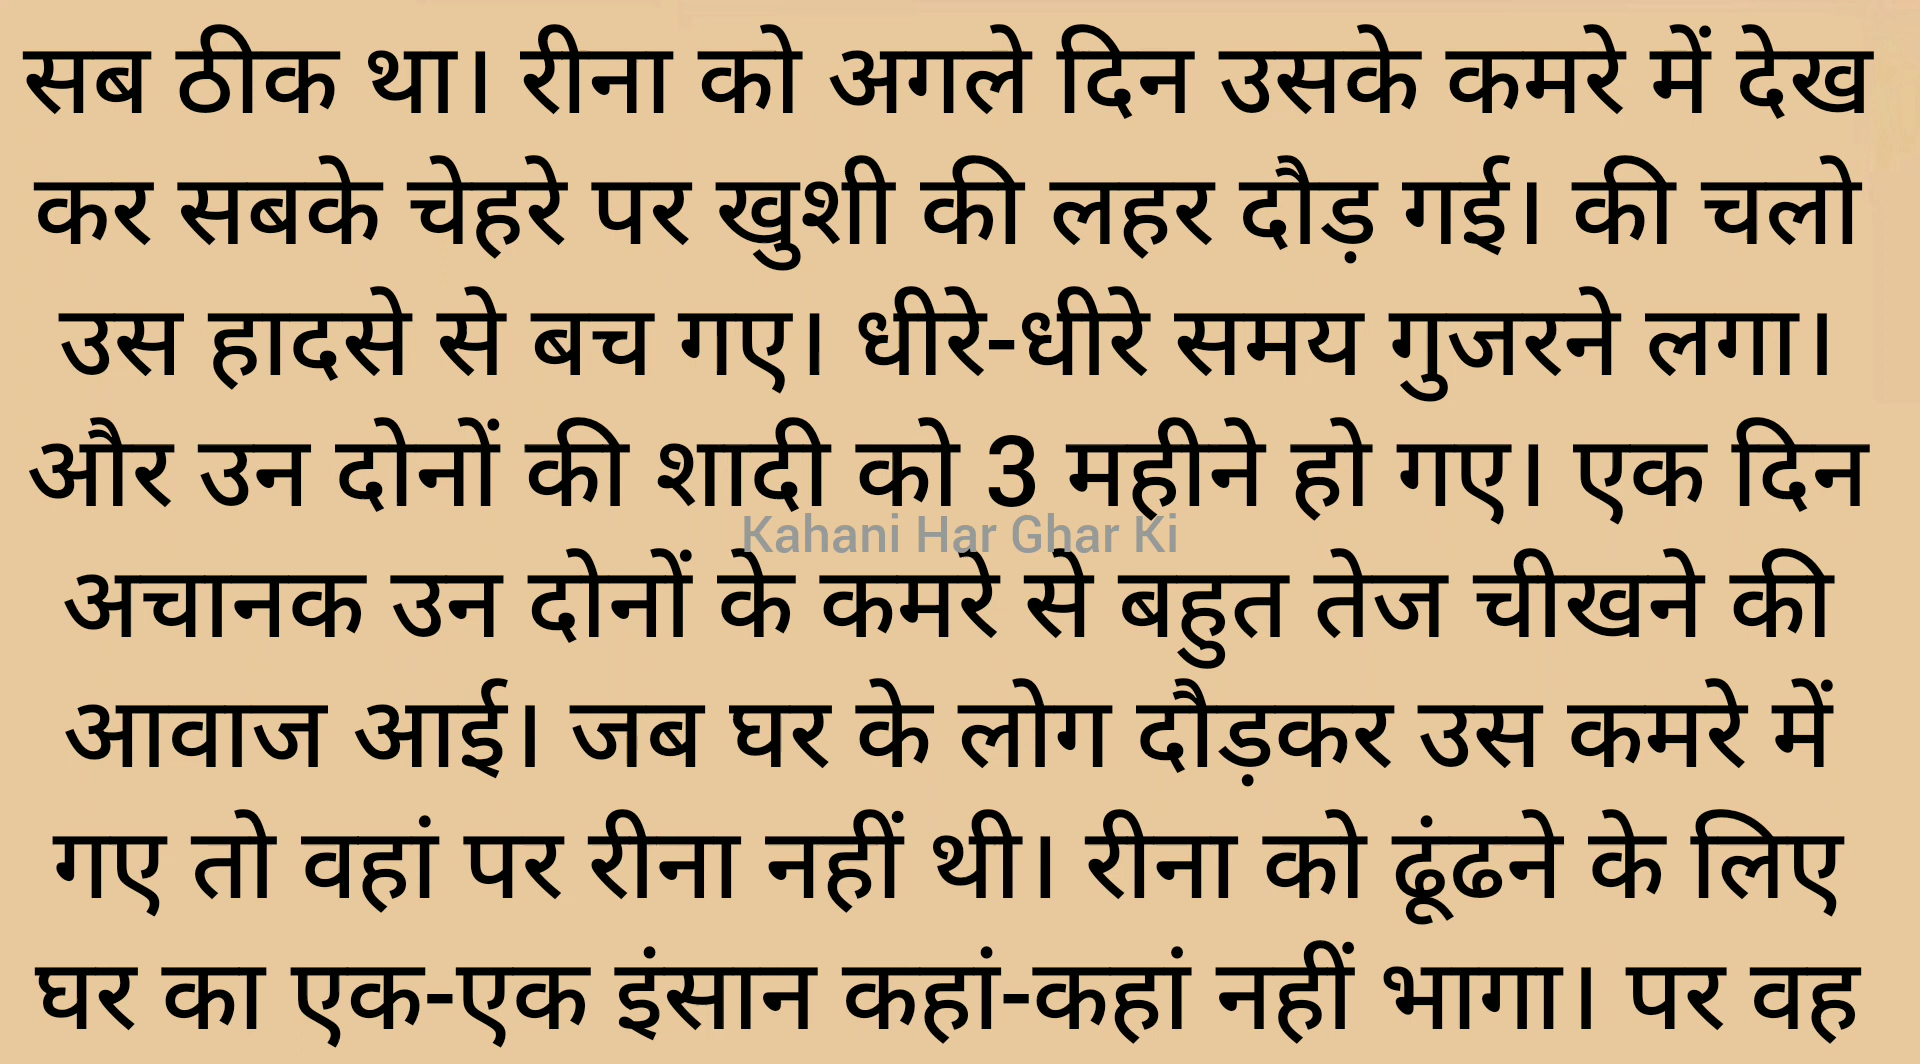 सब ठीक था। रीना को अगले दिन उसके कमरे में देख
कर सबके चेहरे पर खुशी की लहर दौड़ गई। की चलो
उस हादसे से बच गए। धीरे-धीरे समय गुजरने लगा।
और उन दोनों की शादी को 3 महीने हो गए। एक दिन
Kahani Har Ghar Ki
अचानक उन दोनों के कमरे से बहुत तेज चीखने की
आवाज आई। जब घर के लोग दौड़कर उस कमरे में
गए तो वहां पर रीना नहीं थी। रीना को ढूंढने के लिए
घर का एक-एक इंसान कहां-कहां नहीं भागा। पर वह